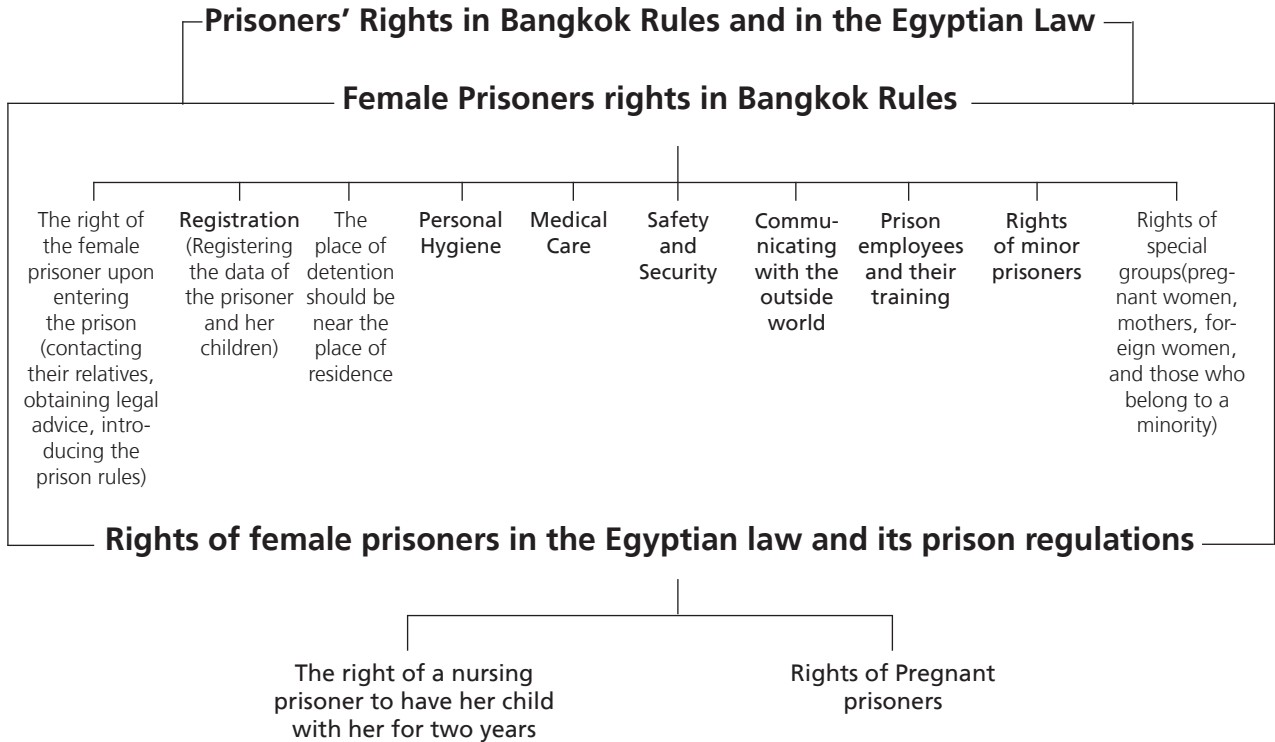 Prisoners’ Rights in Bangkok Rules and in the Egyptian Law
Female Prisoners rights in Bangkok Rules
The right of
the female
prisoner upon
entering
the prison
(contacting
their relatives,
obtaining legal
advice, intro-
ducing the
prison rules)
Registration
(Registering
the data of
the prisoner
and her
children)
The
place of
detention
should be
near the
place of
residence
Personal
Hygiene
Medical
Care
Safety
and
Security
Commu-
nicating
with the
outside
world
Prison
employees
and their
training
Rights
of minor
prisoners
Rights of
special
groups(preg-
nant women,
mothers, for-
eign women,
and those who
belong to a
minority)
Rights of female prisoners in the Egyptian law and its prison regulations
The right of a nursing
prisoner to have her child
with her for two years
Rights of Pregnant
prisoners